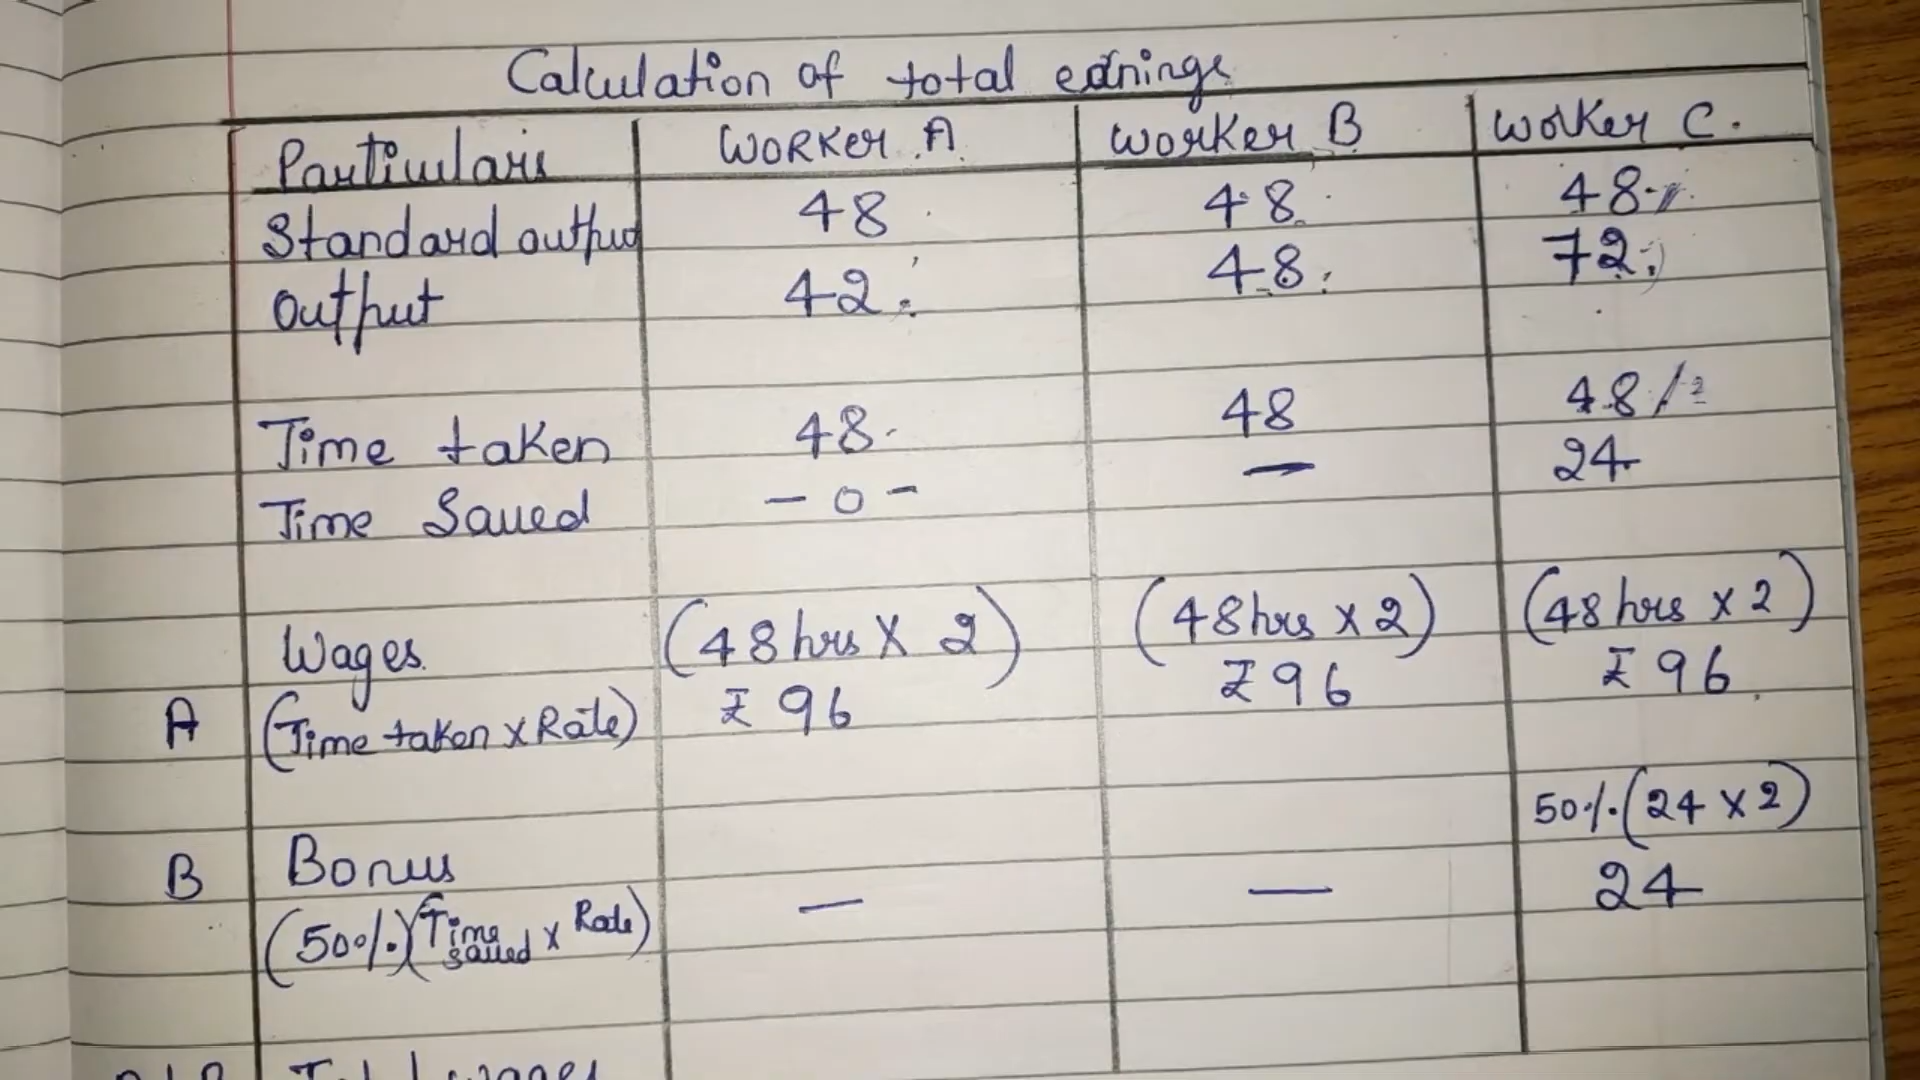 Calculation of total earnings
Particulars WORKER A. Worker B Worker C.
Standard output 48 48 48
Output 42 48 72
Time taken 48 48 48
Time Saved - 0 - — 24
Wages (48 hrs X 2) (48 hrs X 2) (48 hrs X 2)
A (Time taken X Rate) ₹ 96 ₹ 96 ₹ 96
50% (24 X 2)
B Bonus — — 24
(50%) (Time saved X Rate)
Total wages